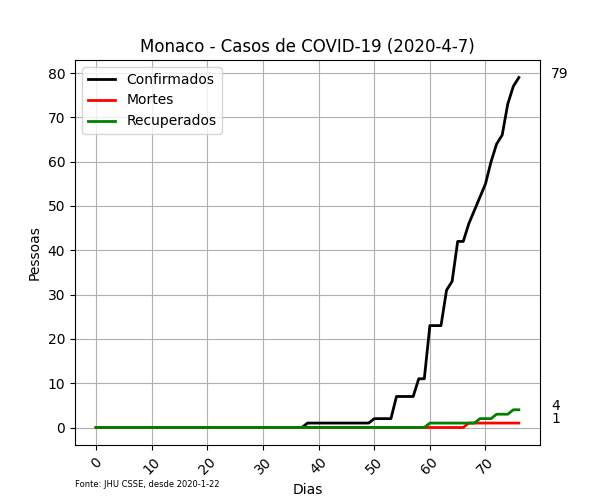 Monaco - Casos de COVID-19 (2020-4-7)
Confirmados
Mortes
Recuperados
80
70
60
50
40
30
20
10
0
Pessoas
79
4
1
0
10
20
30
40
50
60
70
Dias
Fonte: JHU CSSE, desde 2020-1-22